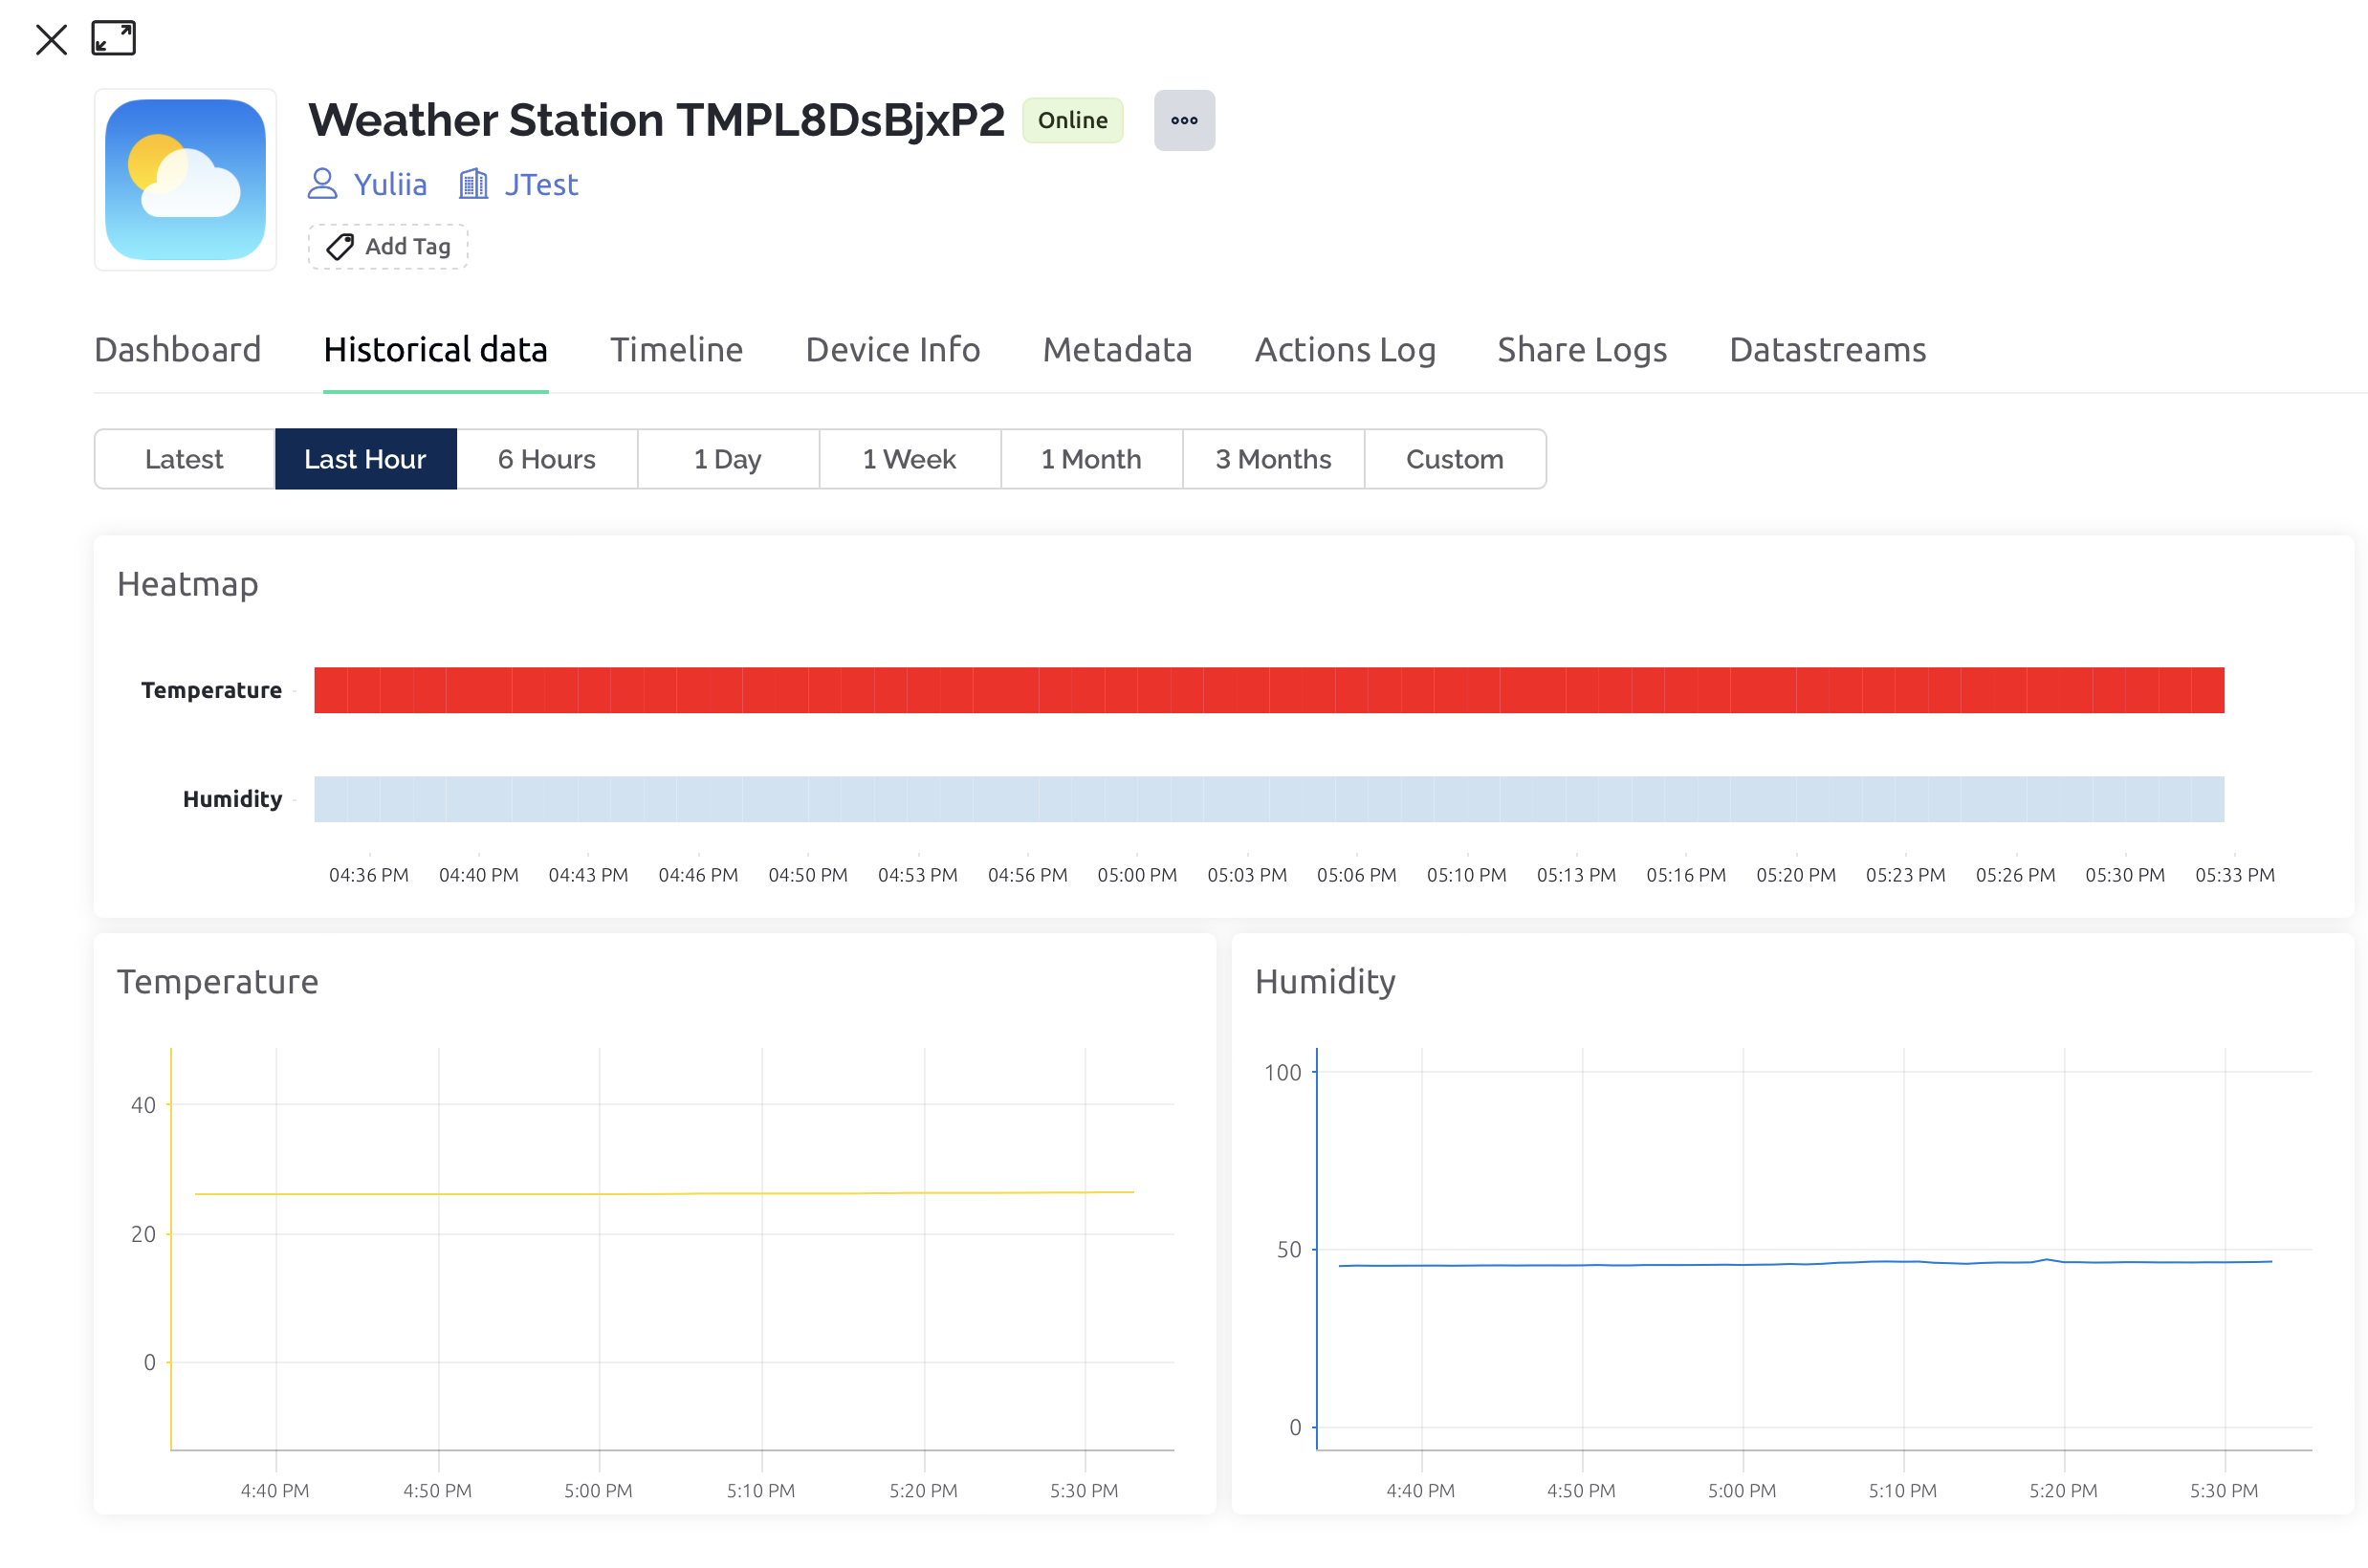 Weather Station TMPL8DsBjxP2 Online
Yuliia JTest
Add Tag
Dashboard Historical data Timeline Device Info Metadata Actions Log Share Logs Datastreams
Latest Last Hour 6 Hours 1 Day 1 Week 1 Month 3 Months Custom
Heatmap
Temperature
Humidity
04:36 PM 04:40 PM 04:43 PM 04:46 PM 04:50 PM 04:53 PM 04:56 PM 05:00 PM 05:03 PM 05:06 PM 05:10 PM 05:13 PM 05:16 PM 05:20 PM 05:23 PM 05:26 PM 05:30 PM 05:33 PM
Temperature
40
20
0
4:40 PM 4:50 PM 5:00 PM 5:10 PM 5:20 PM 5:30 PM
Humidity
100
50
0
4:40 PM 4:50 PM 5:00 PM 5:10 PM 5:20 PM 5:30 PM